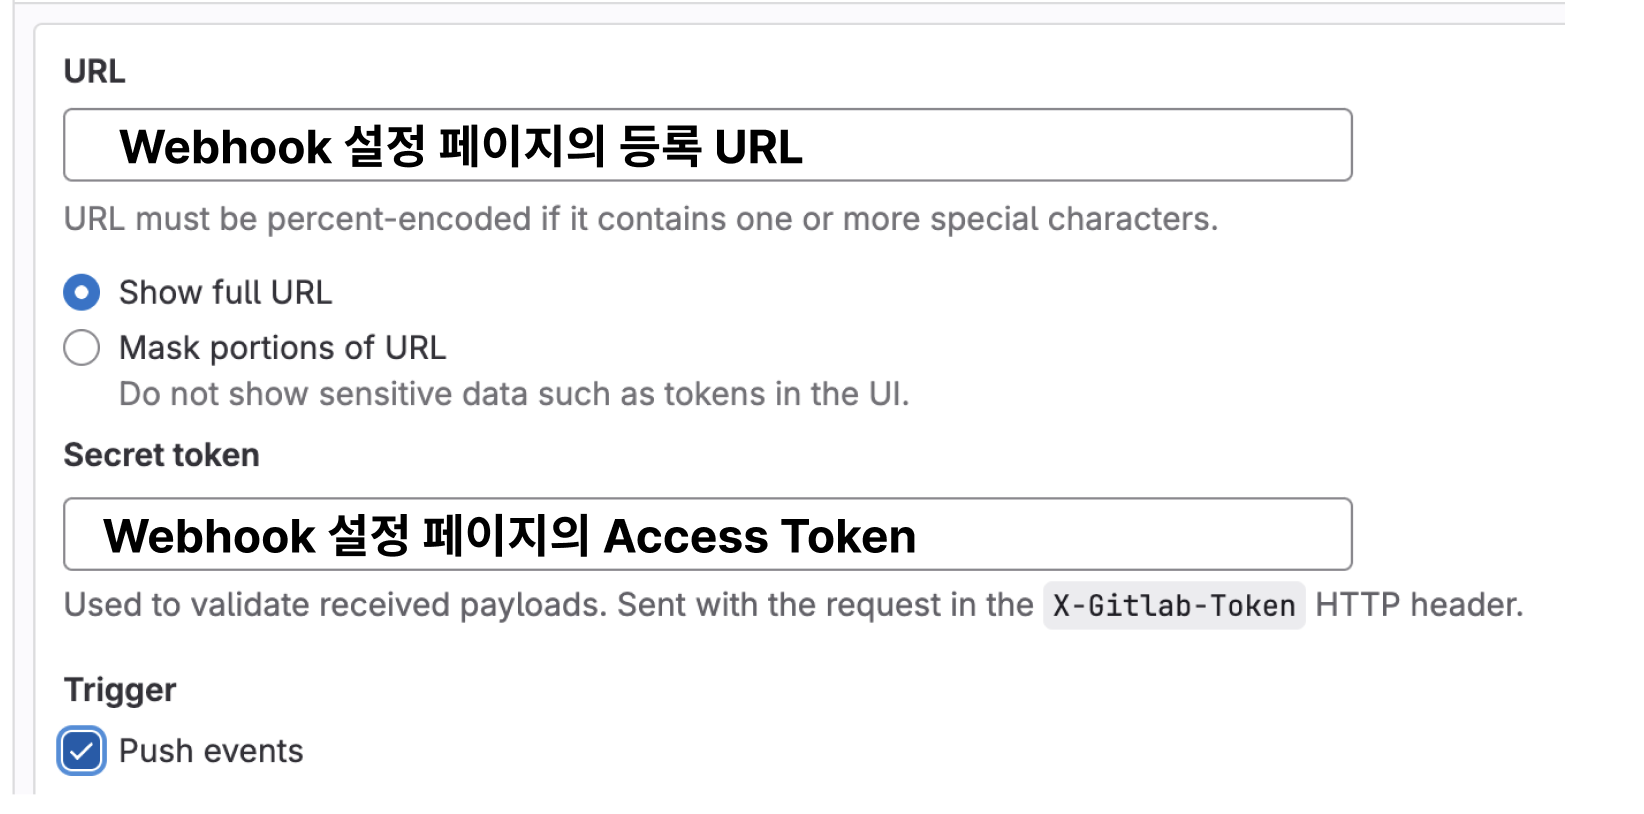 URL
Webhook 설정 페이지의 등록 URL
URL must be percent-encoded if it contains one or more special characters.
Show full URL
Mask portions of URL
Do not show sensitive data such as tokens in the UI.
Secret token
Webhook 설정 페이지의 Access Token
Used to validate received payloads. Sent with the request in the X-Gitlab-Token HTTP header.
Trigger
Push events